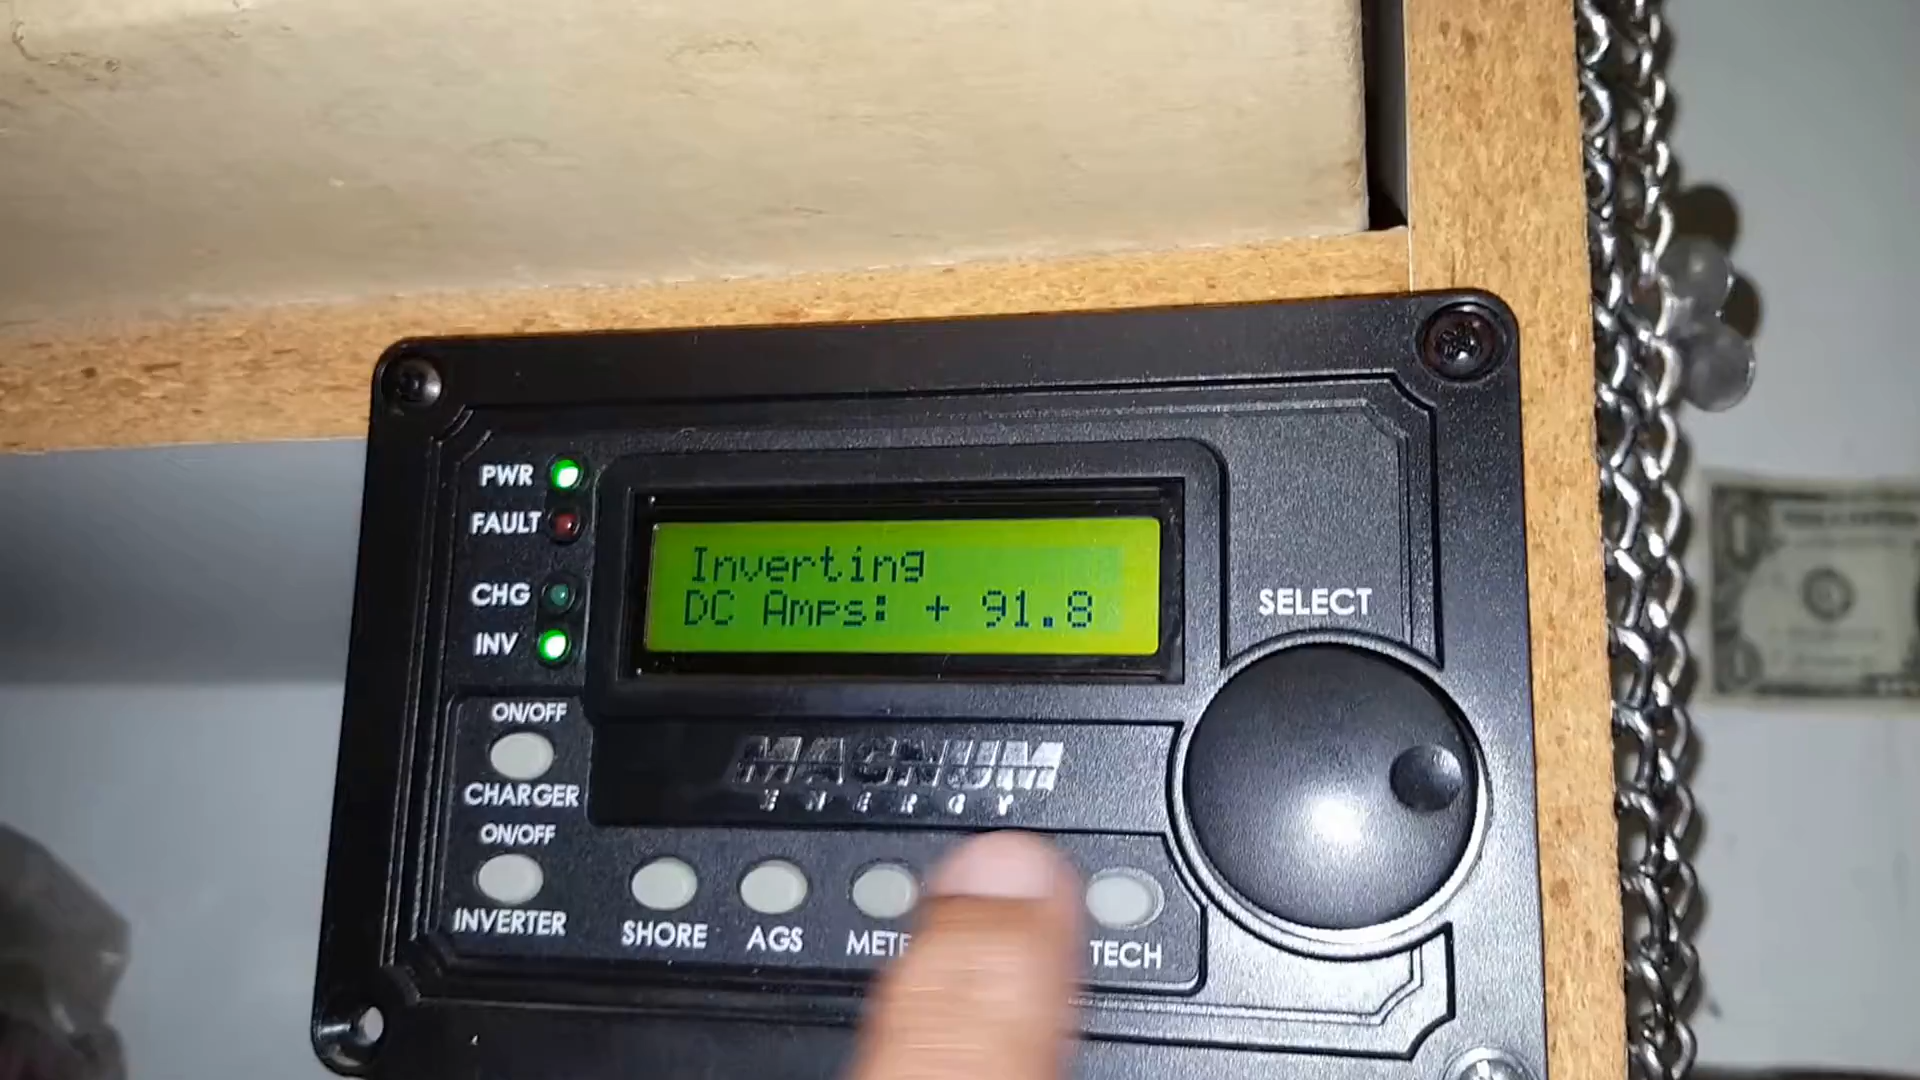 PWR
FAULT
CHG
INV
Inverting
DC Amps: + 91.8
SELECT
ON/OFF
CHARGER
MAGNUM
ENERGY
ON/OFF
INVERTER
SHORE
AGS
METE
TECH